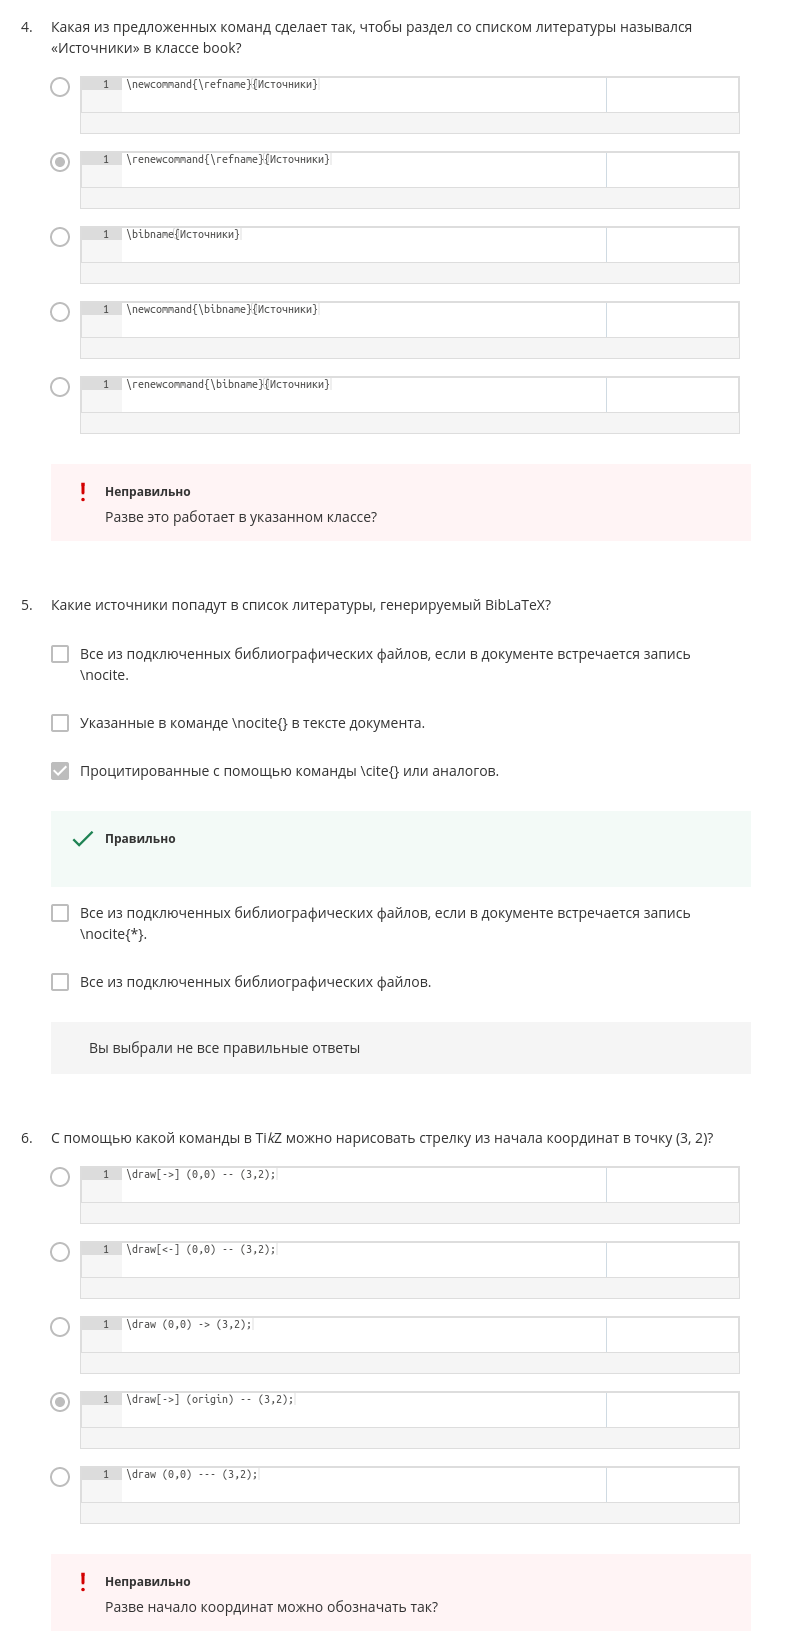 4. Какая из предложенных команд сделает так, чтобы раздел со списком литературы назывался
«Источники» в классе book?
1 \newcommand{\refname}{Источники}
1 \renewcommand{\refname}{Источники}
1 \bibname{Источники}
1 \newcommand{\bibname}{Источники}
1 \renewcommand{\bibname}{Источники}
Неправильно
Разве это работает в указанном классе?
5. Какие источники попадут в список литературы, генерируемый BibLaTeX?
Все из подключенных библиографических файлов, если в документе встречается запись
\nocite.
Указанные в команде \nocite{} в тексте документа.
Процитированные с помощью команды \cite{} или аналогов.
Правильно
Все из подключенных библиографических файлов, если в документе встречается запись
\nocite{*}.
Все из подключенных библиографических файлов.
Вы выбрали не все правильные ответы
6. С помощью какой команды в TikZ можно нарисовать стрелку из начала координат в точку (3, 2)?
1 \draw[->] (0,0) -- (3,2);
1 \draw[<-] (0,0) -- (3,2);
1 \draw (0,0) -> (3,2);
1 \draw[->] (origin) -- (3,2);
1 \draw (0,0) --- (3,2);
Неправильно
Разве начало координат можно обозначать так?